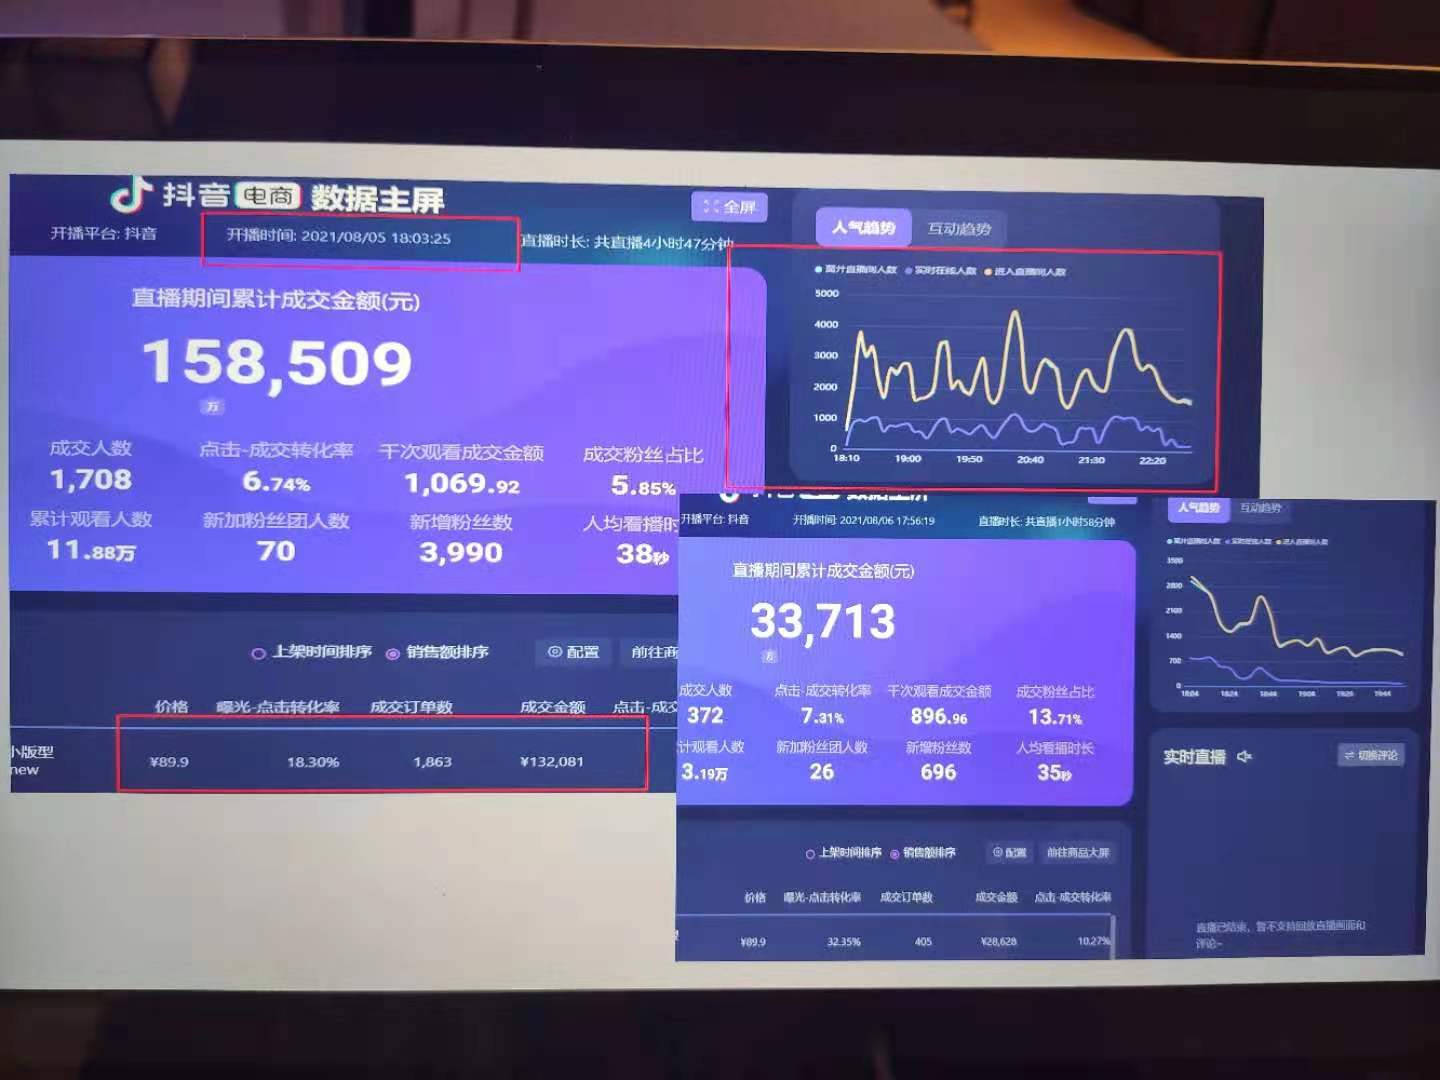 抖音 电商 数据主屏
全屏
开播平台: 抖音
开播时间: 2021/08/05 18:03:25
直播时长: 共直播4小时47分钟
直播期间累计成交金额(元)
158,509
万
成交人数
点击-成交转化率
千次观看成交金额
成交粉丝占比
1,708
6.74%
1,069.92
5.85%
累计观看人数
新加粉丝团人数
新增粉丝数
人均看播时
11.88万
70
3,990
38秒
上架时间排序
销售额排序
配置
前往商
价格
曝光-点击转化率
成交订单数
成交金额
点击-成交
小版型
new
¥89.9
18.30%
1,863
¥132,081
人气趋势
互动趋势
离开直播间人数
实时在线人数
进入直播间人数
5000
4000
3000
2000
1000
0
18:10
19:00
19:50
20:40
21:30
22:20
开播平台: 抖音
开播时间: 2021/08/06 17:56:19
直播时长: 共直播1小时58分钟
直播期间累计成交金额(元)
33,713
万
成交人数
点击-成交转化率
千次观看成交金额
成交粉丝占比
372
7.31%
896.96
13.71%
计观看人数
新加粉丝团人数
新增粉丝数
人均看播时长
3.19万
26
696
35秒
上架时间排序
销售额排序
配置
前往商品大屏
价格
曝光-点击转化率
成交订单数
成交金额
点击-成交转化率
¥89.9
32.35%
405
¥28,628
10.27%
人气趋势
互动趋势
离开直播间人数
实时在线人数
进入直播间人数
3500
2800
2100
1400
700
0
18:04
18:24
18:44
19:04
19:24
19:44
实时直播
切换评论
直播已结束，暂不支持回放直播画面和
评论~